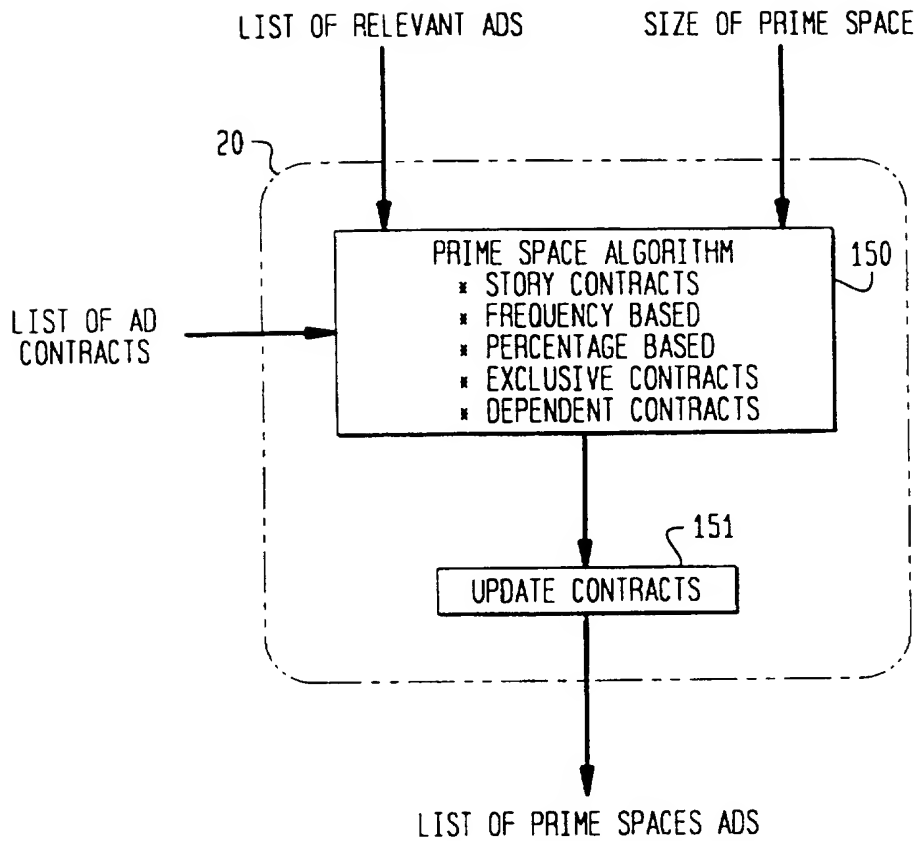 LIST OF RELEVANT ADS
SIZE OF PRIME SPACE
20
PRIME SPACE ALGORITHM
* STORY CONTRACTS
* FREQUENCY BASED
* PERCENTAGE BASED
* EXCLUSIVE CONTRACTS
* DEPENDENT CONTRACTS
150
LIST OF AD
CONTRACTS
151
UPDATE CONTRACTS
LIST OF PRIME SPACES ADS